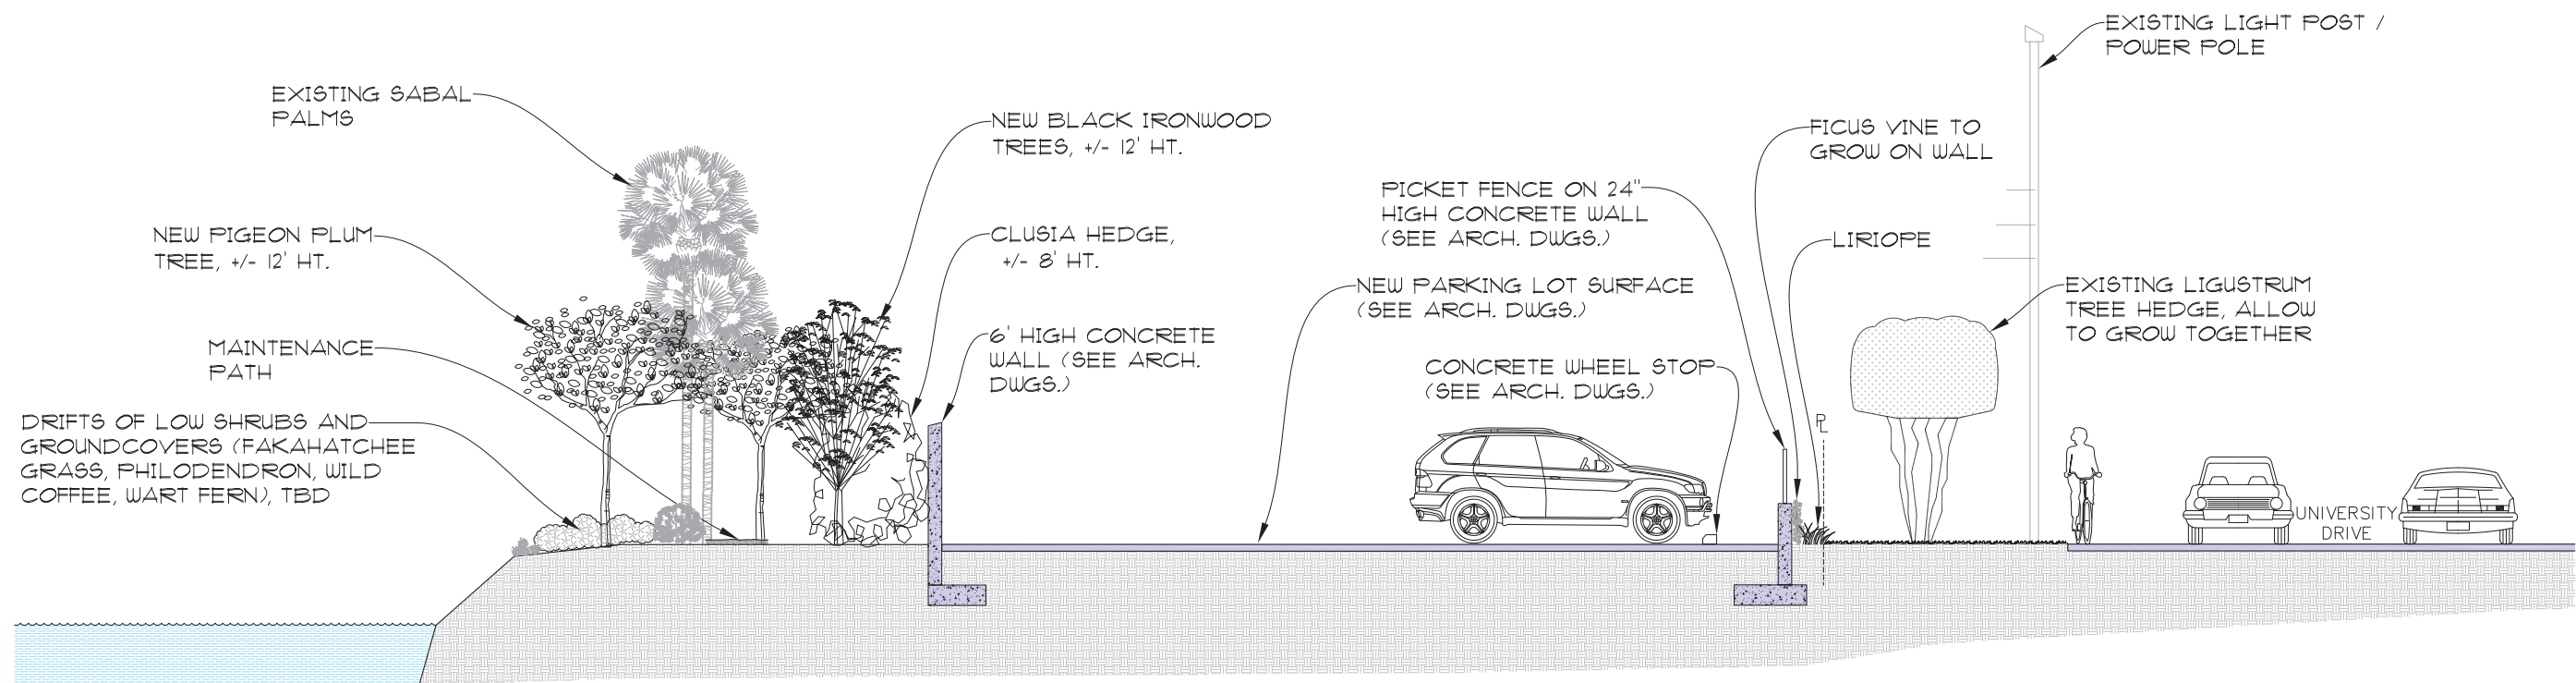 EXISTING LIGHT POST /
POWER POLE
EXISTING SABAL
PALMS
NEW BLACK IRONWOOD
TREES, +/- 12' HT.
FICUS VINE TO
GROW ON WALL
PICKET FENCE ON 24"
HIGH CONCRETE WALL
(SEE ARCH. DWGS.)
NEW PIGEON PLUM
TREE, +/- 12' HT.
CLUSIA HEDGE,
+/- 8' HT.
LIRIOPE
NEW PARKING LOT SURFACE
(SEE ARCH. DWGS.)
EXISTING LIGUSTRUM
TREE HEDGE, ALLOW
TO GROW TOGETHER
MAINTENANCE
PATH
6' HIGH CONCRETE
WALL (SEE ARCH.
DWGS.)
CONCRETE WHEEL STOP
(SEE ARCH. DWGS.)
DRIFTS OF LOW SHRUBS AND
GROUNDCOVERS (FAKAHATCHEE
GRASS, PHILODENDRON, WILD
COFFEE, WART FERN), TBD
PL
UNIVERSITY
DRIVE